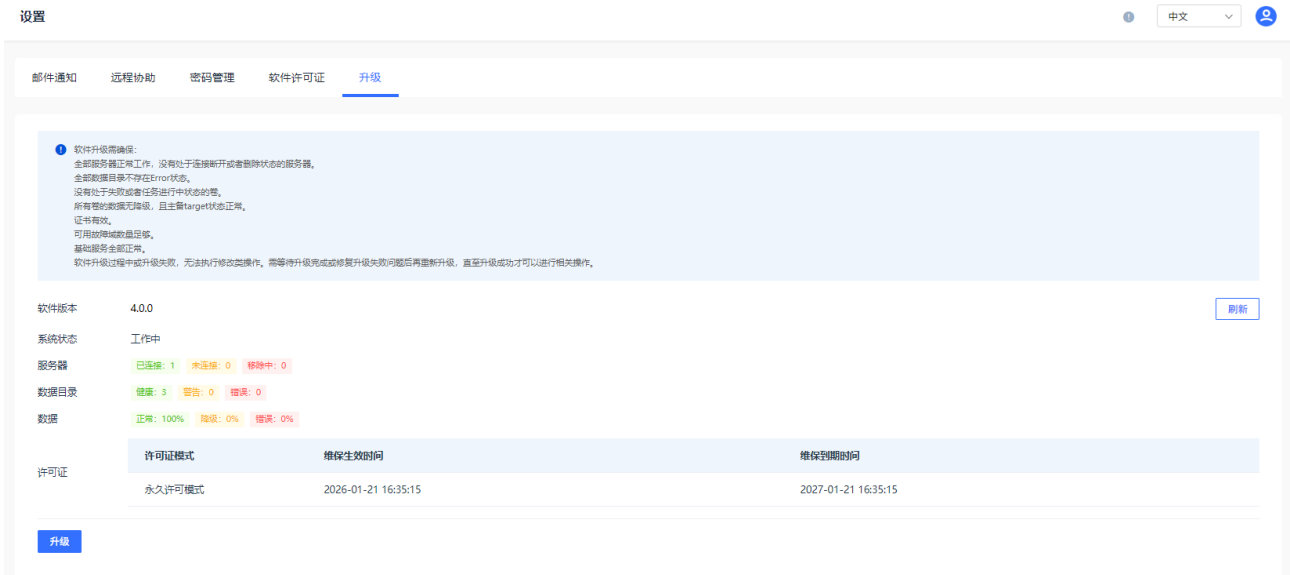 设置
中文
邮件通知 远程协助 密码管理 软件许可证 升级
软件升级需确保:
全部服务器正常工作，没有处于连接断开或者删除状态的服务器。
全部数据目录不存在Error状态。
没有处于失败或者任务进行中状态的卷。
所有卷的数据无降级，且主备target状态正常。
证书有效。
可用故障域数量足够。
基础服务全部正常。
软件升级过程中或升级失败，无法执行修改类操作。需等待升级完成或修复升级失败问题后再重新升级，直至升级成功才可以进行相关操作。
软件版本 4.0.0 刷新
系统状态 工作中
服务器 已连接: 1 未连接: 0 移除中: 0
数据目录 健康: 3 警告: 0 错误: 0
数据 正常: 100% 降级: 0% 错误: 0%
许可证模式 维保生效时间 维保到期时间
许可证
永久许可模式 2026-01-21 16:35:15 2027-01-21 16:35:15
升级